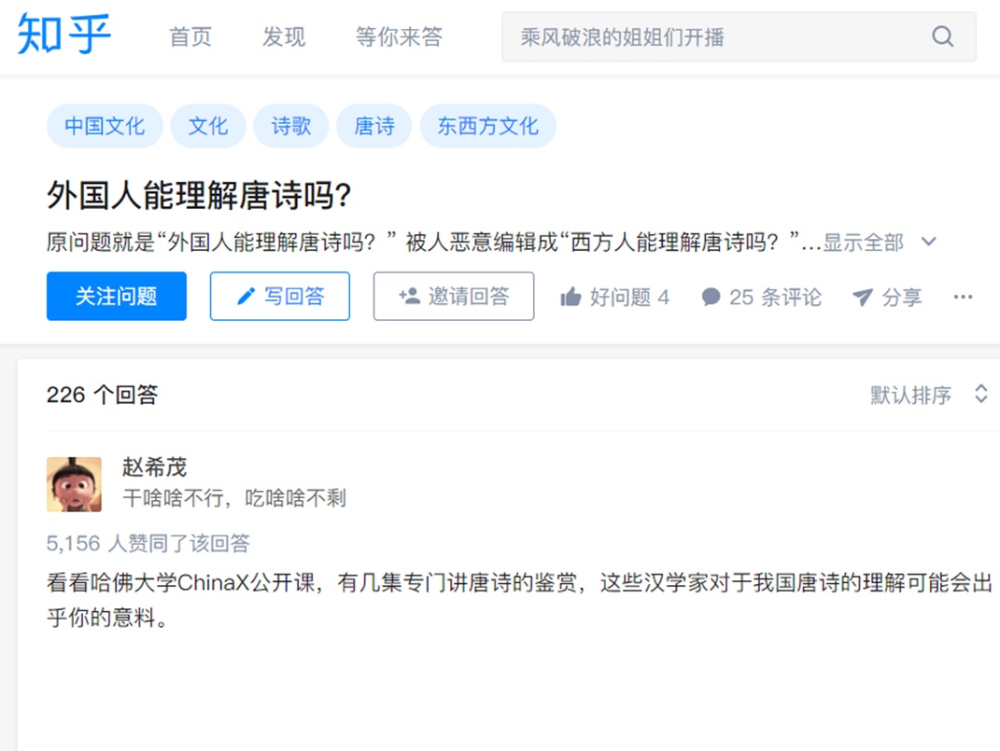 知乎 首页 发现 等你来答 乘风破浪的姐姐们开播
中国文化 文化 诗歌 唐诗 东西方文化
外国人能理解唐诗吗?
原问题就是“外国人能理解唐诗吗？” 被人恶意编辑成“西方人能理解唐诗吗？”...显示全部
关注问题 写回答 邀请回答 好问题 4 25 条评论 分享 ...
226 个回答 默认排序
赵希茂
干啥啥不行，吃啥啥不剩
5,156 人赞同了该回答
看看哈佛大学ChinaX公开课，有几集专门讲唐诗的鉴赏，这些汉学家对于我国唐诗的理解可能会出
乎你的意料。